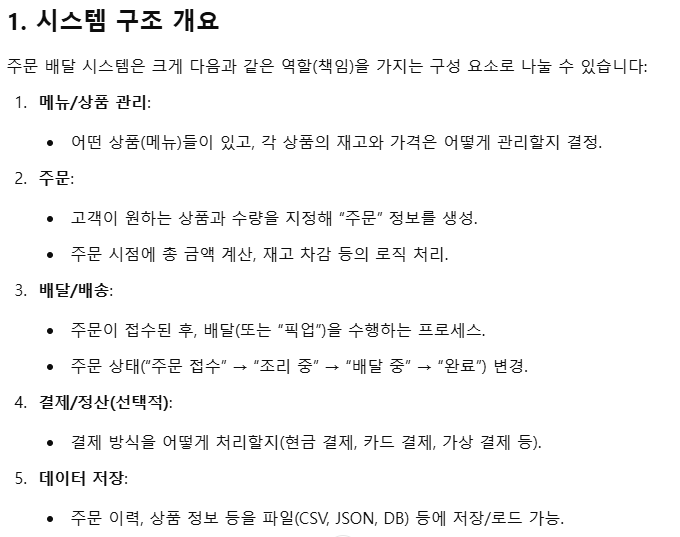 1. 시스템 구조 개요
주문 배달 시스템은 크게 다음과 같은 역할(책임)을 가지는 구성 요소로 나눌 수 있습니다:
1. 메뉴/상품 관리:
• 어떤 상품(메뉴)들이 있고, 각 상품의 재고와 가격은 어떻게 관리할지 결정.
2. 주문:
• 고객이 원하는 상품과 수량을 지정해 “주문” 정보를 생성.
• 주문 시점에 총 금액 계산, 재고 차감 등의 로직 처리.
3. 배달/배송:
• 주문이 접수된 후, 배달(또는 “픽업”)을 수행하는 프로세스.
• 주문 상태(“주문 접수” → “조리 중” → “배달 중” → “완료”) 변경.
4. 결제/정산(선택적):
• 결제 방식을 어떻게 처리할지(현금 결제, 카드 결제, 가상 결제 등).
5. 데이터 저장:
• 주문 이력, 상품 정보 등을 파일(CSV, JSON, DB) 등에 저장/로드 가능.